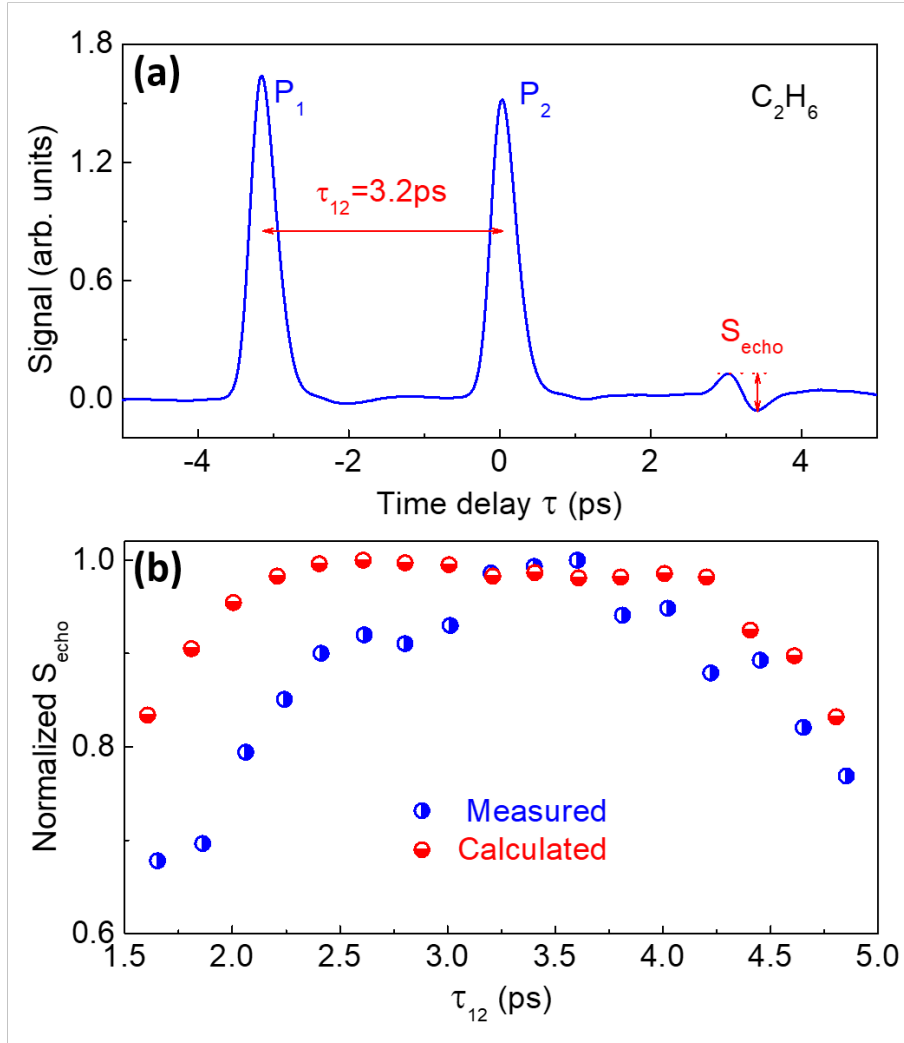 (a)
P₁
P₂
C₂H₆
τ₁₂=3.2ps
S_echo
1.8
1.2
0.6
0.0
Signal (arb. units)
-4 -2 0 2 4
Time delay τ (ps)
(b)
1.0
0.8
0.6
Normalized S_echo
Measured
Calculated
1.5 2.0 2.5 3.0 3.5 4.0 4.5 5.0
τ₁₂ (ps)